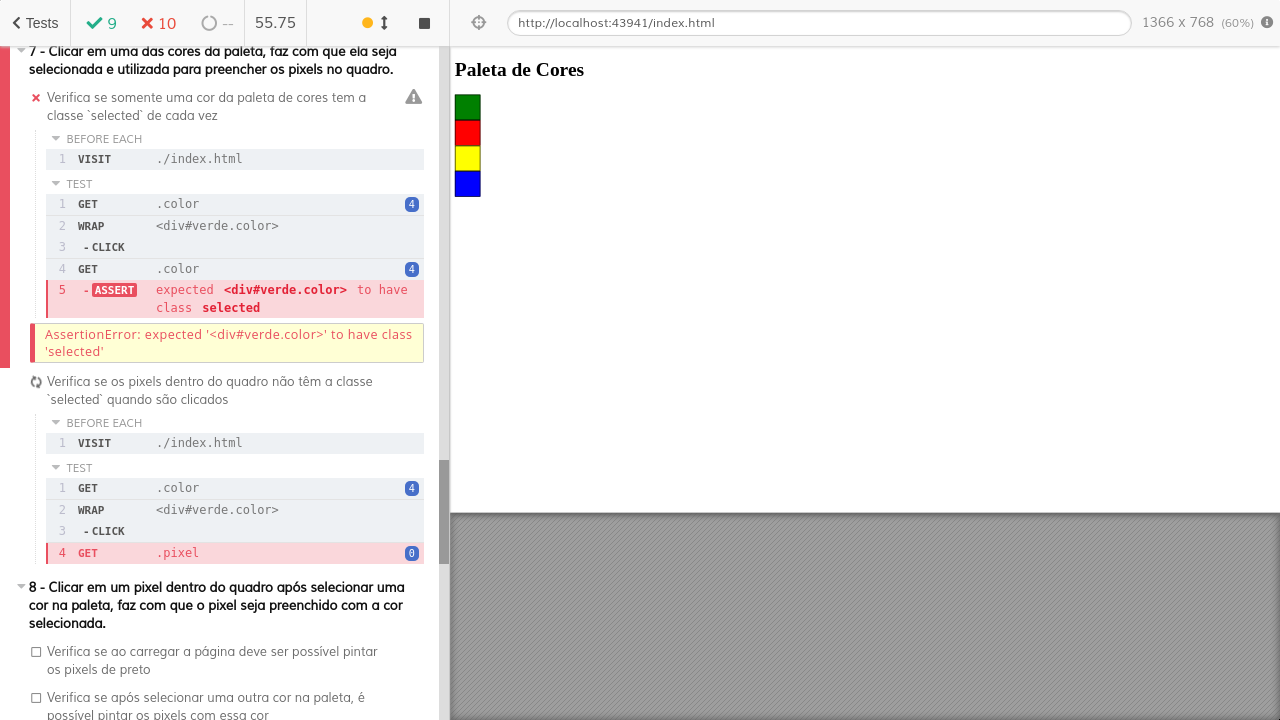 Tests 9 10 -- 55.75 http://localhost:43941/index.html 1366 x 768 (60%)
7 - Clicar em uma das cores da paleta, faz com que ela seja
selecionada e utilizada para preencher os pixels no quadro.
Verifica se somente uma cor da paleta de cores tem a
classe `selected` de cada vez
BEFORE EACH
1 VISIT ./index.html
TEST
1 GET .color 4
2 WRAP <div#verde.color>
3 -CLICK
4 GET .color 4
5 -ASSERT expected <div#verde.color> to have
class selected
AssertionError: expected '<div#verde.color>' to have class
'selected'
Verifica se os pixels dentro do quadro não têm a classe
`selected` quando são clicados
BEFORE EACH
1 VISIT ./index.html
TEST
1 GET .color 4
2 WRAP <div#verde.color>
3 -CLICK
4 GET .pixel 0
8 - Clicar em um pixel dentro do quadro após selecionar uma
cor na paleta, faz com que o pixel seja preenchido com a cor
selecionada.
Verifica se ao carregar a página deve ser possível pintar
os pixels de preto
Verifica se após selecionar uma outra cor na paleta, é
possível pintar os pixels com essa cor
Paleta de Cores